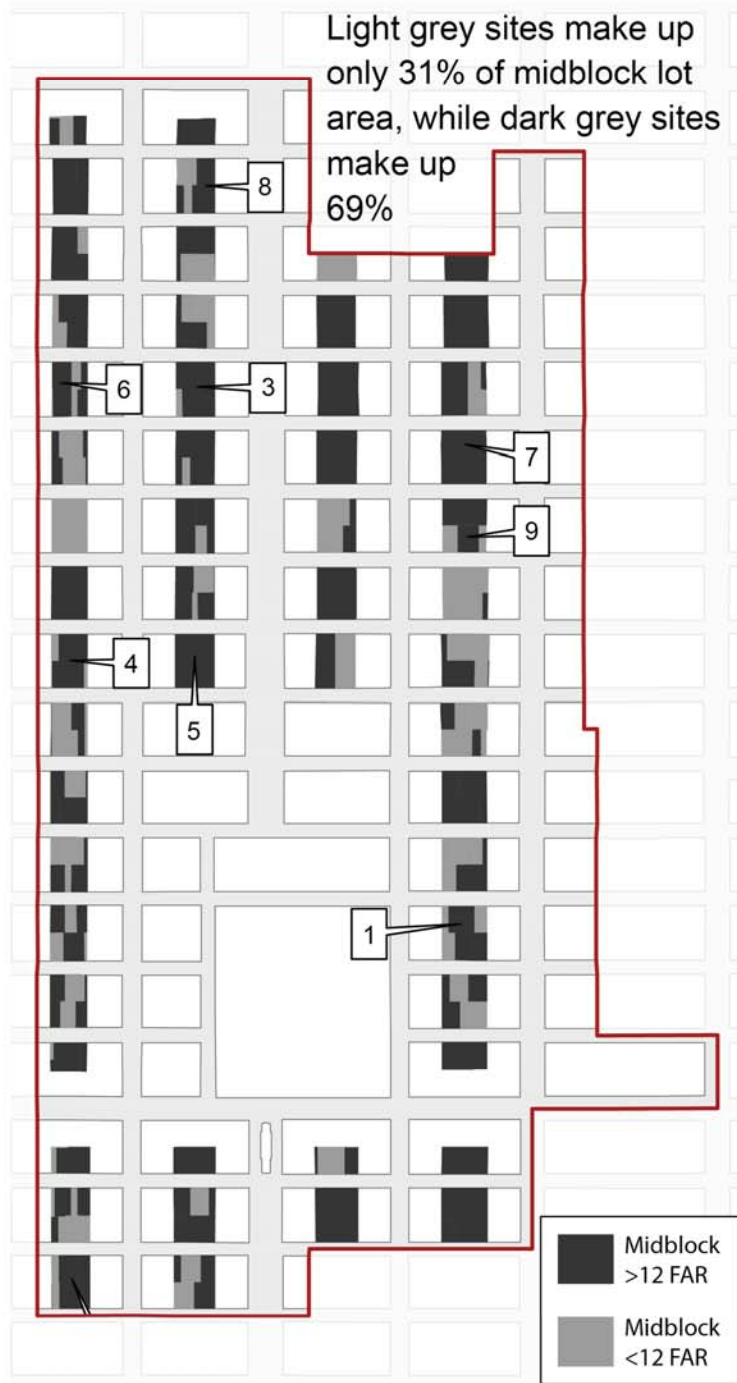 Light grey sites make up
only 31% of midblock lot
area, while dark grey sites
make up
69%
8
6
3
7
9
4
5
1
Midblock
>12 FAR
Midblock
<12 FAR